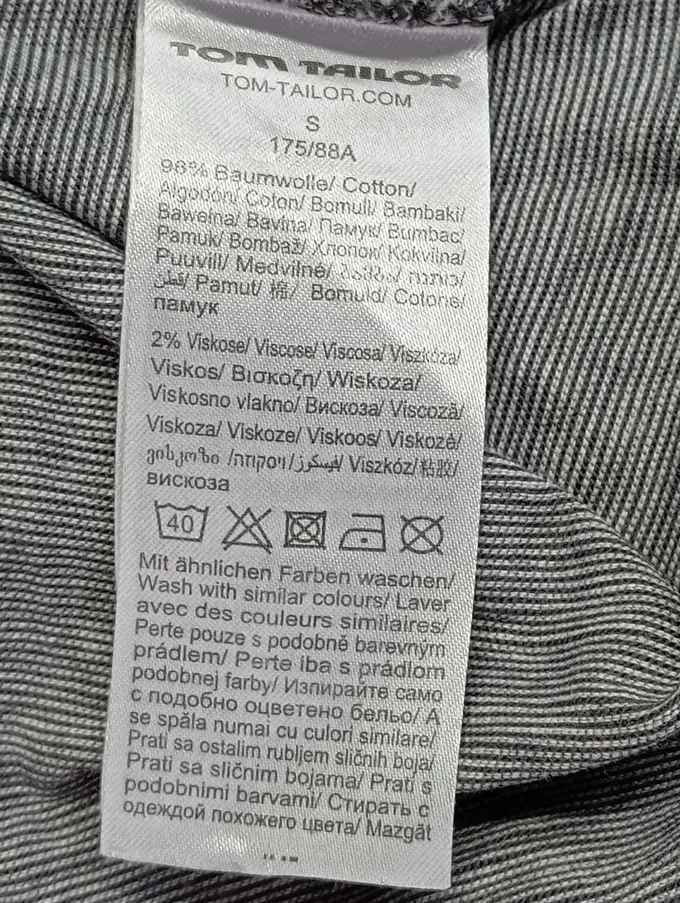 TOM TAILOR
TOM-TAILOR.COM
S
175/88A
98% Baumwolle/ Cotton/
Algodón/ Coton/ Bomull/ Bambaki/
Bawełna/ Bavlna/ Памук/ Bumbac/
Pamuk/ Bombaž/ Хлопок/ Kokvilna/
Puuvill/ Medvilnė/ ბამბა/ כותנה/
قطن/ Pamut/ 棉/ Bomuld/ Cotone/
памук
2% Viskose/ Viscose/ Viscosa/ Viszkóza/
Viskos/ Βισκοζη/ Wiskoza/
Viskosno vlakno/ Вискоза/ Viscoză/
Viskoza/ Viskoze/ Viskoos/ Viskozė/
ვისკოზი /ויסקוזה/فيسكوز/ Viszkóz/粘胶/
вискоза
40
Mit ähnlichen Farben waschen/
Wash with similar colours/ Laver
avec des couleurs similaires/
Perte pouze s podobně barevným
prádlem/ Perte iba s prádlom
podobnej farby/ Изпирайте само
с подобно оцветено бельо/ A
se spăla numai cu culori similare/
Prati sa ostalim rubljem sličnih boja/
Prati sa sličnim bojama/ Prati s
podobnimi barvami/ Стирать с
одеждой похожего цвета/ Mazgāt